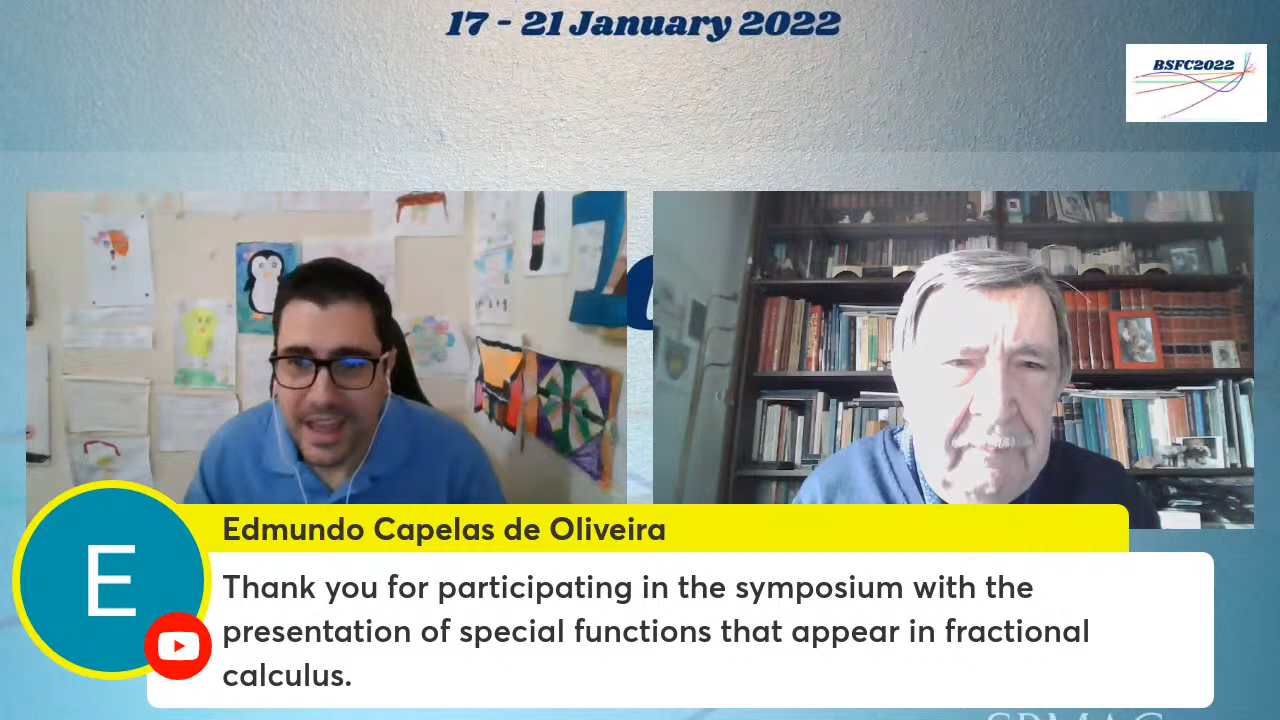 17 - 21 January 2022
BSFC2022
Edmundo Capelas de Oliveira
E
Thank you for participating in the symposium with the
presentation of special functions that appear in fractional
calculus.